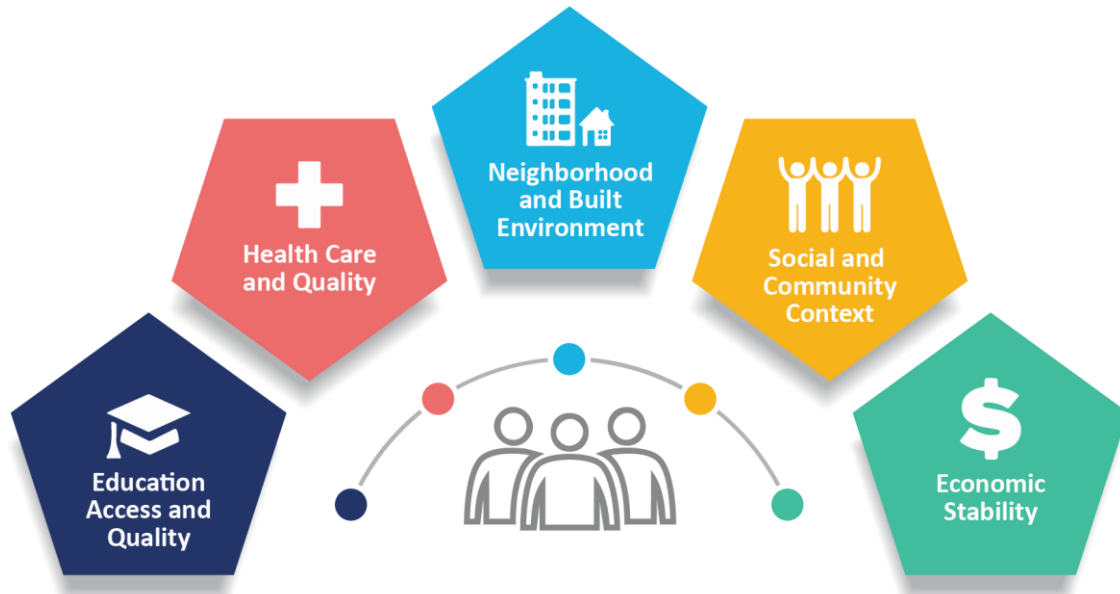 Neighborhood
and Built
Environment
Health Care
and Quality
Social and
Community
Context
Education
Access and
Quality
$
Economic
Stability